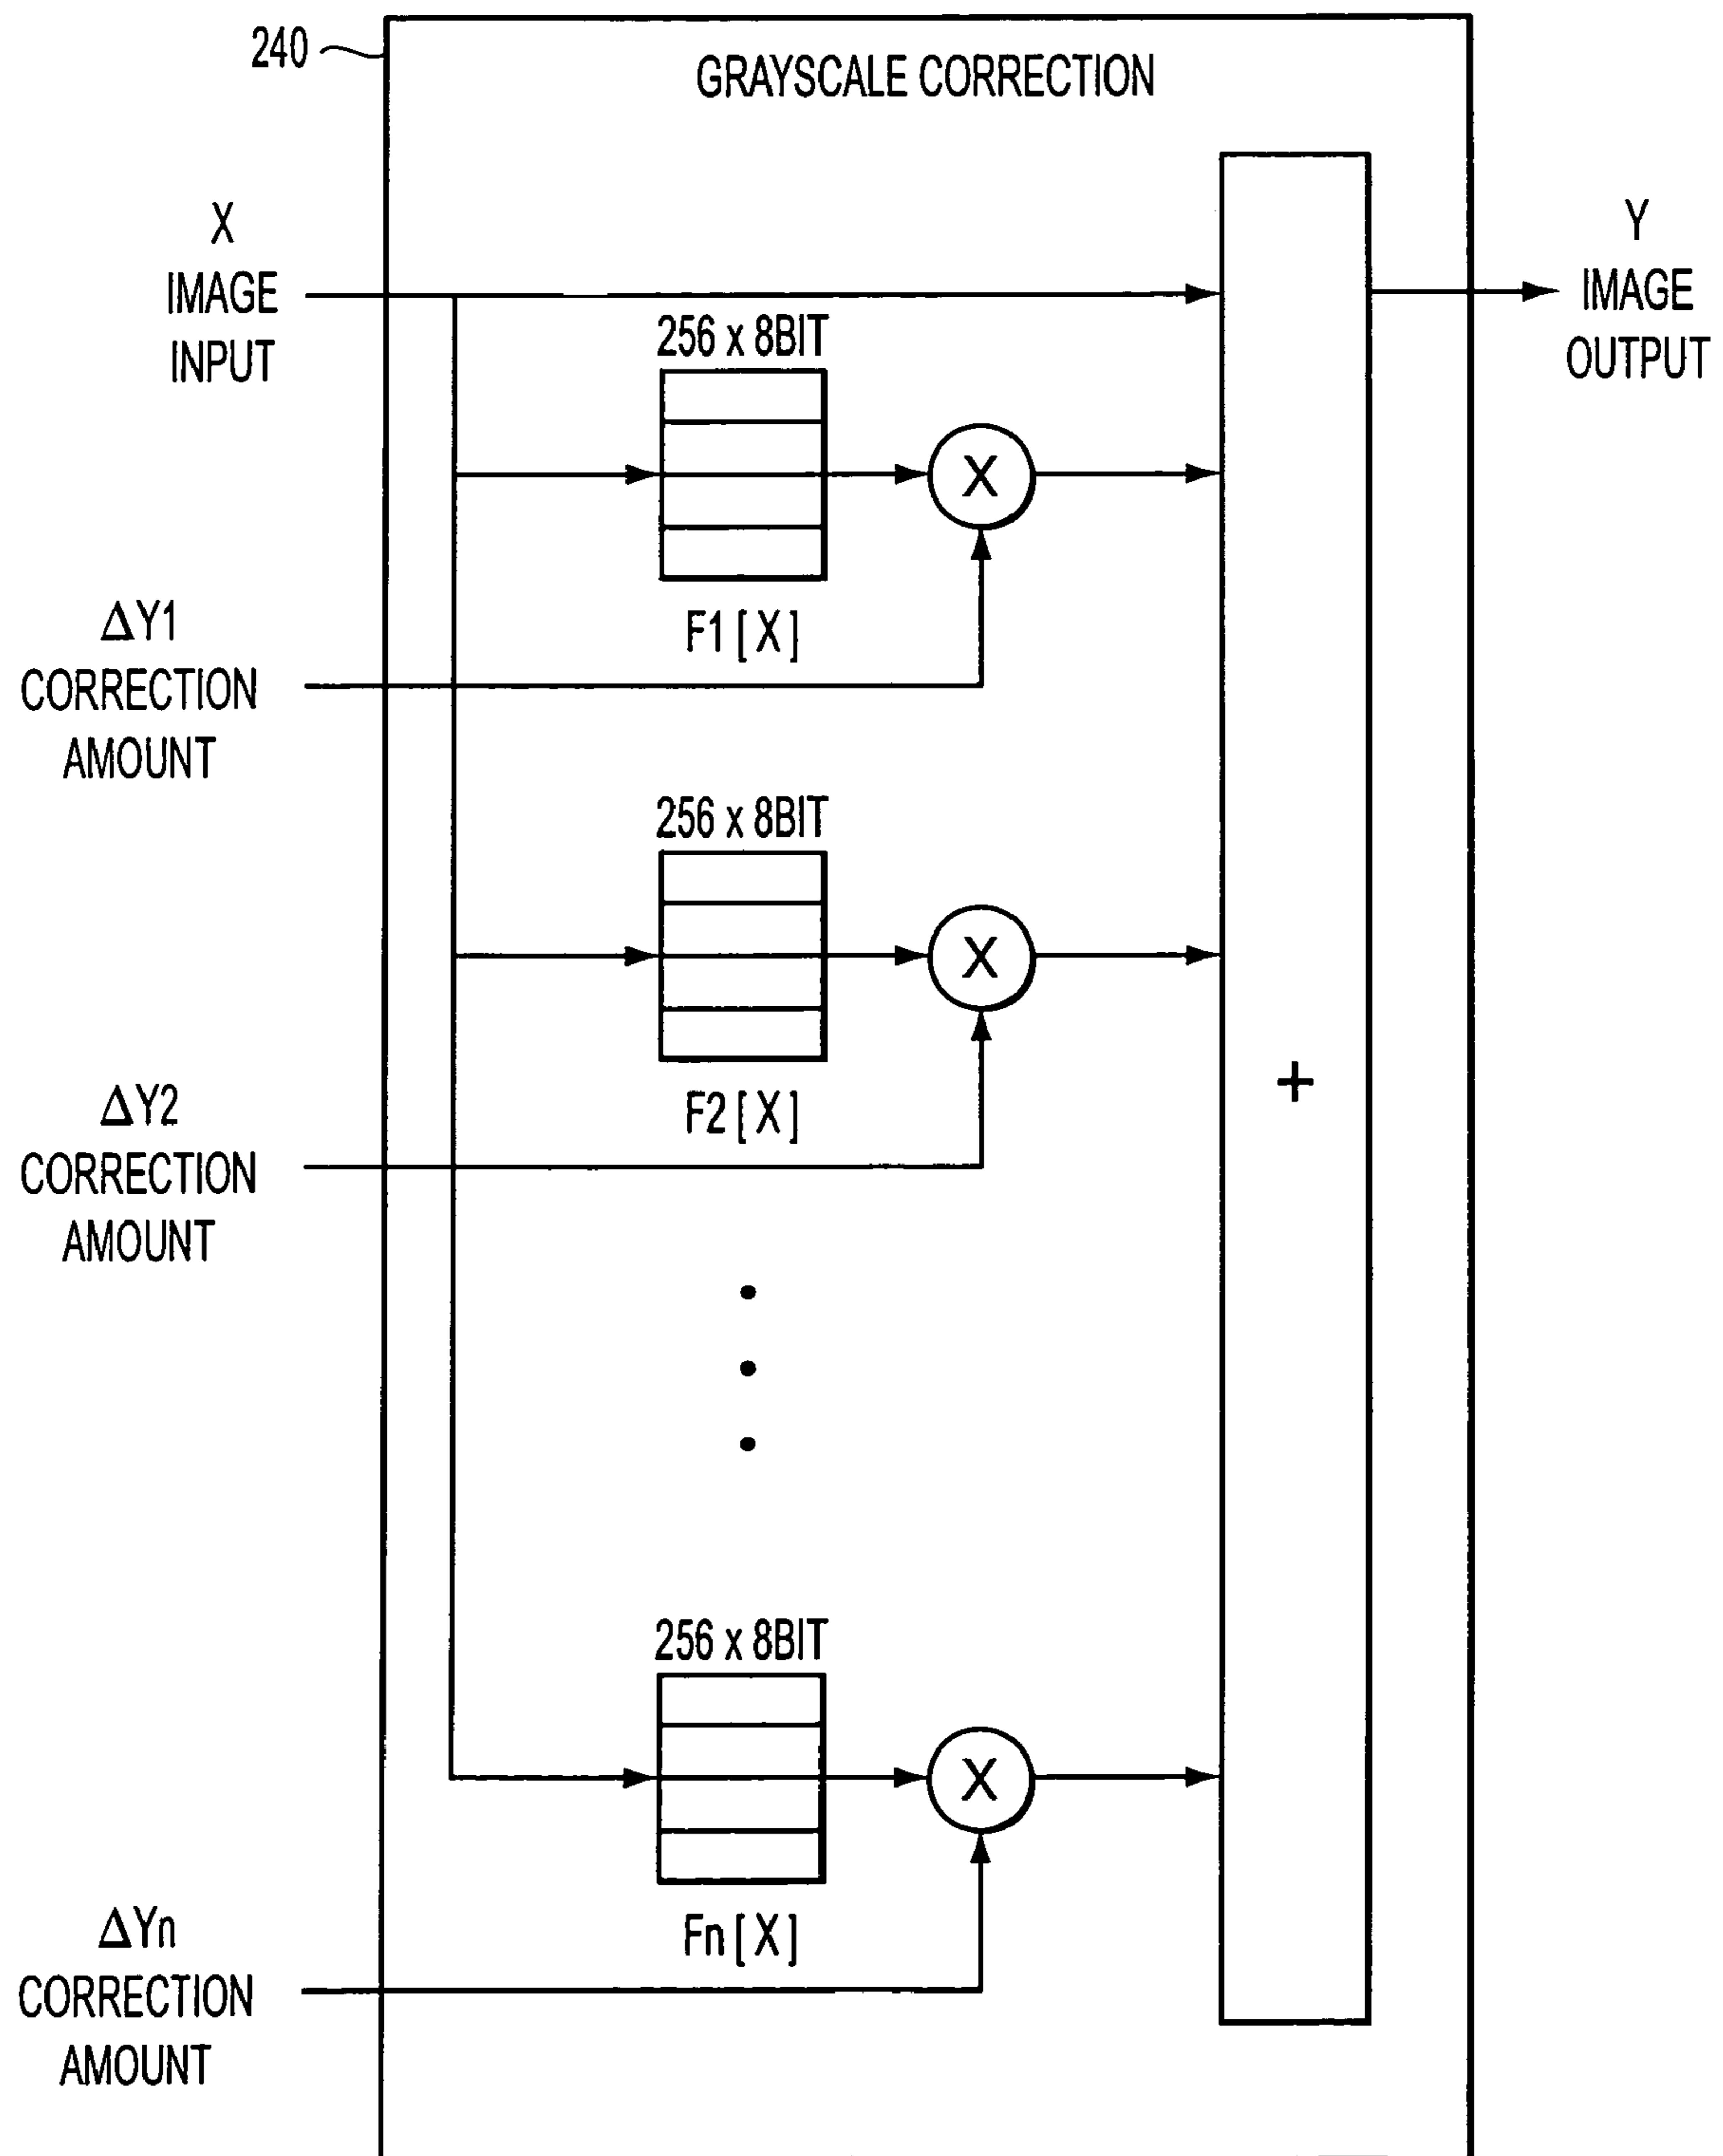 240
GRAYSCALE CORRECTION
X
IMAGE
INPUT
Y
IMAGE
OUTPUT
256 x 8BIT
X
F1 [ X ]
ΔY1
CORRECTION
AMOUNT
256 x 8BIT
X
F2 [ X ]
+
ΔY2
CORRECTION
AMOUNT
256 x 8BIT
X
Fn [ X ]
ΔYn
CORRECTION
AMOUNT